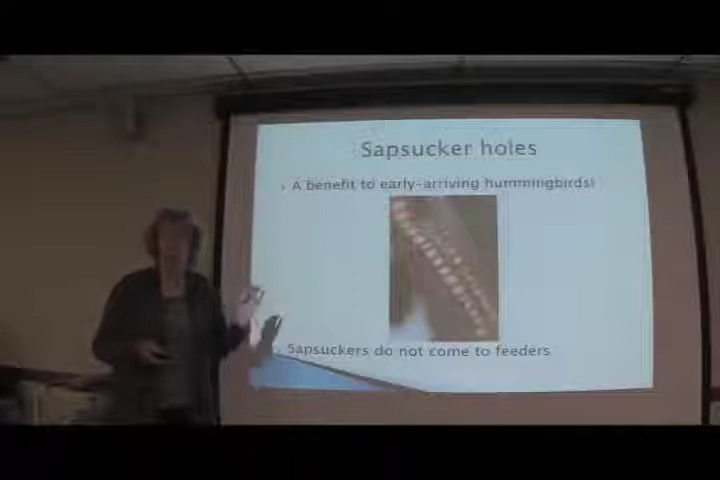 Sapsucker holes
A benefit to early-arriving hummingbirds!
Sapsuckers do not come to feeders